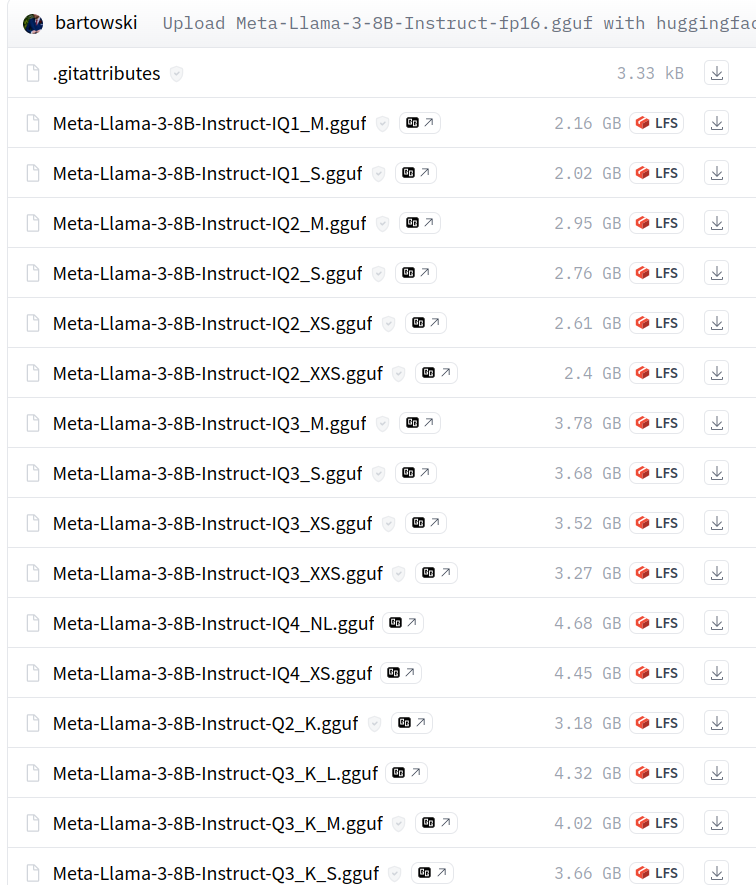 bartowski Upload Meta-Llama-3-8B-Instruct-fp16.gguf with huggingfac
.gitattributes 3.33 kB
Meta-Llama-3-8B-Instruct-IQ1_M.gguf 2.16 GB LFS
Meta-Llama-3-8B-Instruct-IQ1_S.gguf 2.02 GB LFS
Meta-Llama-3-8B-Instruct-IQ2_M.gguf 2.95 GB LFS
Meta-Llama-3-8B-Instruct-IQ2_S.gguf 2.76 GB LFS
Meta-Llama-3-8B-Instruct-IQ2_XS.gguf 2.61 GB LFS
Meta-Llama-3-8B-Instruct-IQ2_XXS.gguf 2.4 GB LFS
Meta-Llama-3-8B-Instruct-IQ3_M.gguf 3.78 GB LFS
Meta-Llama-3-8B-Instruct-IQ3_S.gguf 3.68 GB LFS
Meta-Llama-3-8B-Instruct-IQ3_XS.gguf 3.52 GB LFS
Meta-Llama-3-8B-Instruct-IQ3_XXS.gguf 3.27 GB LFS
Meta-Llama-3-8B-Instruct-IQ4_NL.gguf 4.68 GB LFS
Meta-Llama-3-8B-Instruct-IQ4_XS.gguf 4.45 GB LFS
Meta-Llama-3-8B-Instruct-Q2_K.gguf 3.18 GB LFS
Meta-Llama-3-8B-Instruct-Q3_K_L.gguf 4.32 GB LFS
Meta-Llama-3-8B-Instruct-Q3_K_M.gguf 4.02 GB LFS
Meta-Llama-3-8B-Instruct-Q3_K_S.gguf 3.66 GB LFS